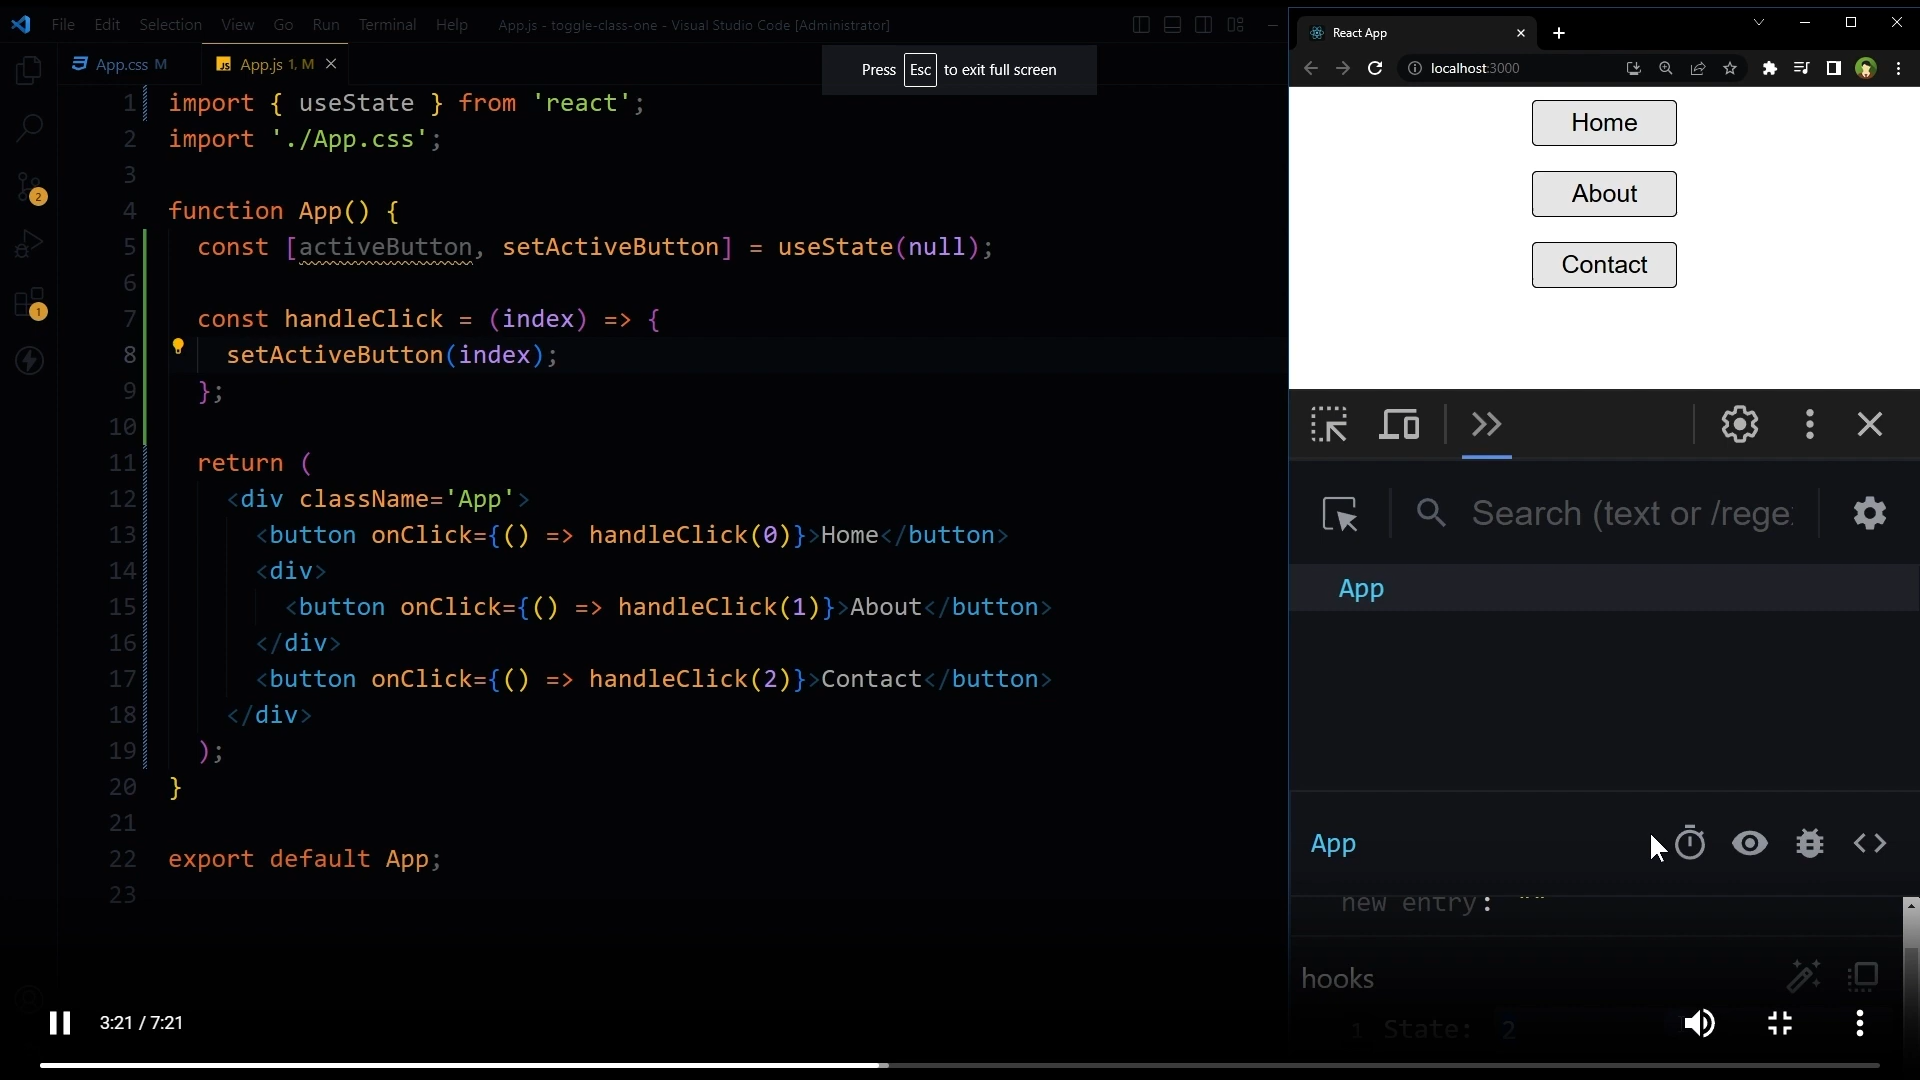 File Edit Selection View Go Run Terminal Help App.js - toggle-class-one - Visual Studio Code [Administrator]
App.css M
App.js 1, M
Press Esc to exit full screen
1 import { useState } from 'react';
2 import './App.css';
3
4 function App() {
5 const [activeButton, setActiveButton] = useState(null);
6
7 const handleClick = (index) => {
8 setActiveButton(index);
9 };
10
11 return (
12 <div className='App'>
13 <button onClick={() => handleClick(0)}>Home</button>
14 <div>
15 <button onClick={() => handleClick(1)}>About</button>
16 </div>
17 <button onClick={() => handleClick(2)}>Contact</button>
18 </div>
19 );
20 }
21
22 export default App;
23
2
1
3:21 / 7:21
React App
localhost:3000
Home
About
Contact
Search (text or /rege
App
App
new entry: ""
hooks
1 State: 2